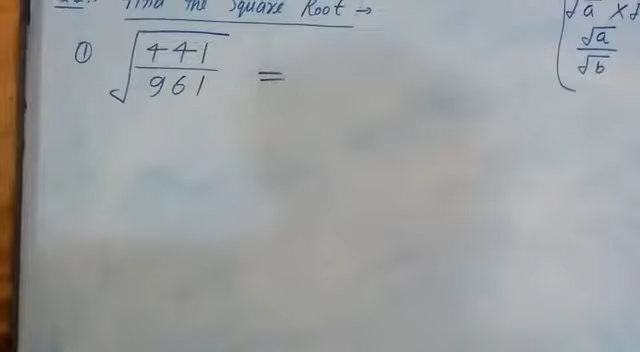 Find the Square Root →
① √(441/961) =
√a ×
√a/√b